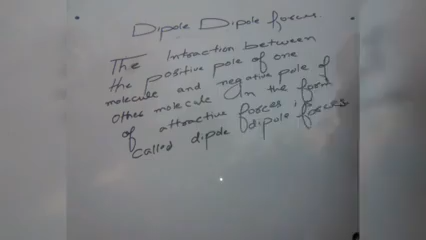 Dipole Dipole forces.
The Intraction between
the positive pole of one
molecule and negative pole of
other molecule in the form
of attractive forces is
called dipole dipole forces